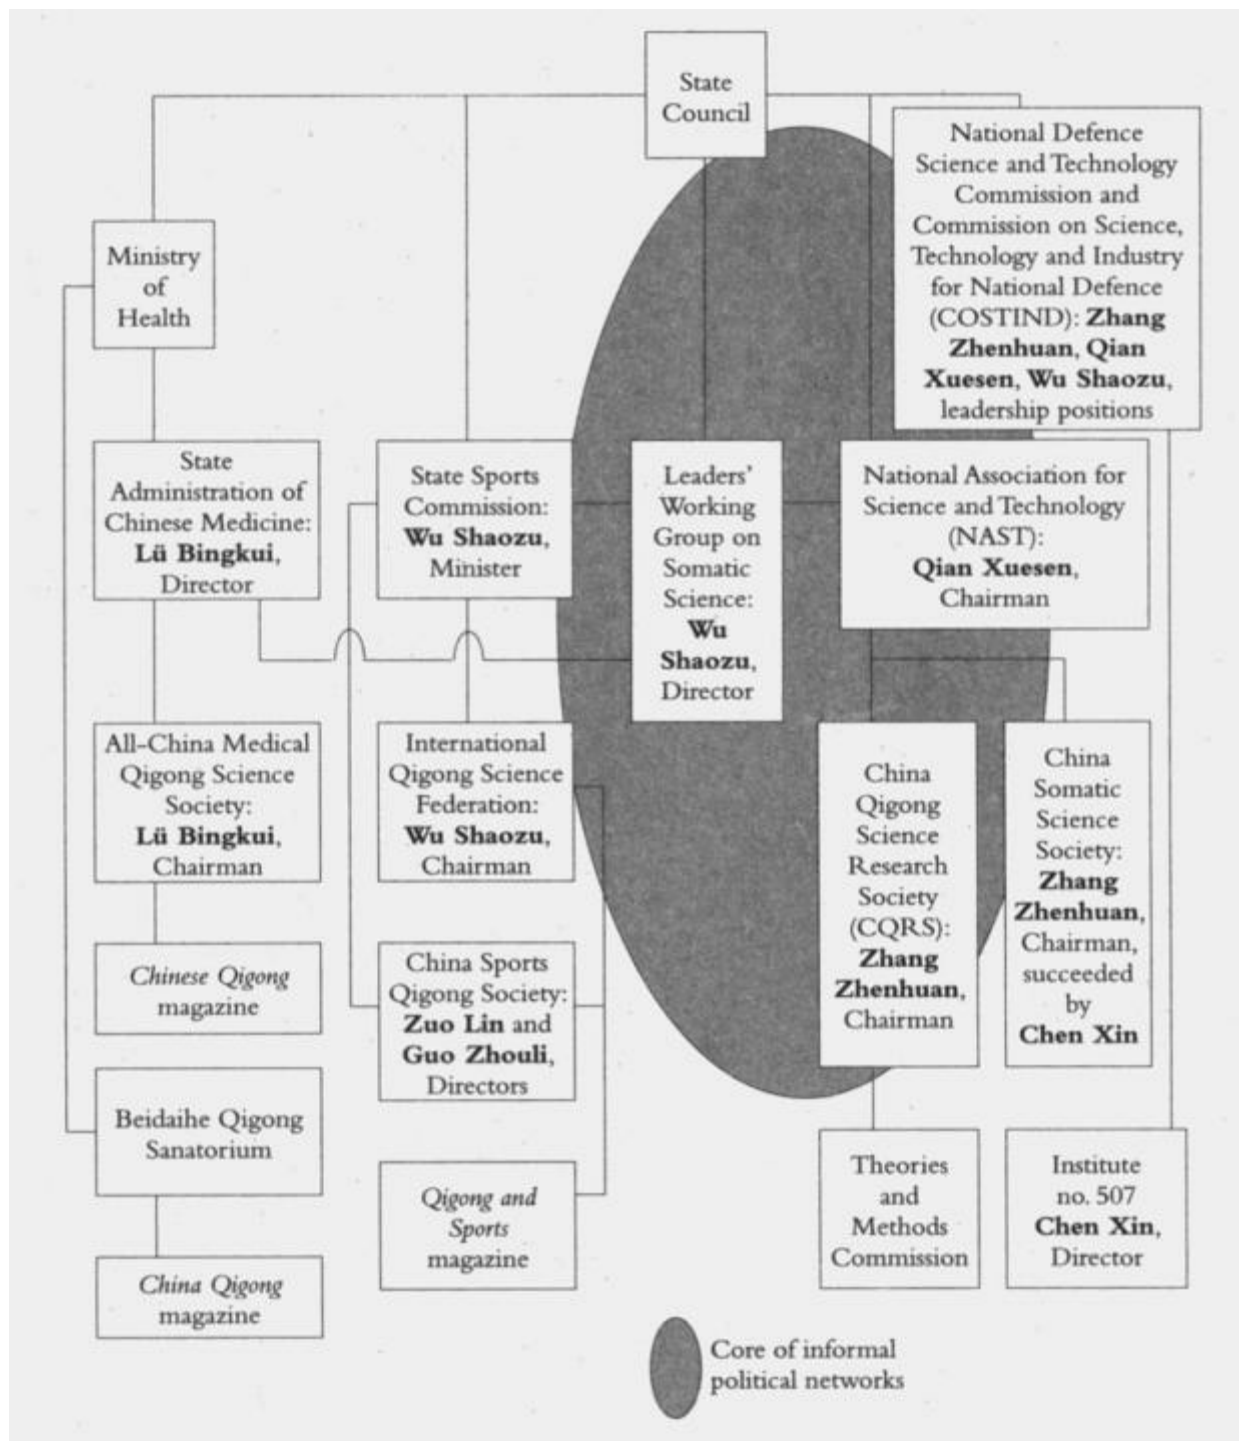 State
Council
National Defence
Science and Technology
Commission and
Commission on Science,
Technology and Industry
for National Defence
(COSTIND): Zhang
Zhenhuan, Qian
Xuesen, Wu Shaozu,
leadership positions
Ministry
of
Health
State
Administration of
Chinese Medicine:
Lü Bingkui,
Director
State Sports
Commission:
Wu Shaozu,
Minister
Leaders'
Working
Group on
Somatic
Science:
Wu
Shaozu,
Director
National Association for
Science and Technology
(NAST):
Qian Xuesen,
Chairman
All-China Medical
Qigong Science
Society:
Lü Bingkui,
Chairman
International
Qigong Science
Federation:
Wu Shaozu,
Chairman
China
Qigong
Science
Research
Society
(CQRS):
Zhang
Zhenhuan,
Chairman
China
Somatic
Science
Society:
Zhang
Zhenhuan,
Chairman,
succeeded
by
Chen Xin
Chinese Qigong
magazine
China Sports
Qigong Society:
Zuo Lin and
Guo Zhouli,
Directors
Beidaihe Qigong
Sanatorium
Qigong and
Sports
magazine
Theories
and
Methods
Commission
Institute
no. 507
Chen Xin,
Director
China Qigong
magazine
Core of informal
political networks